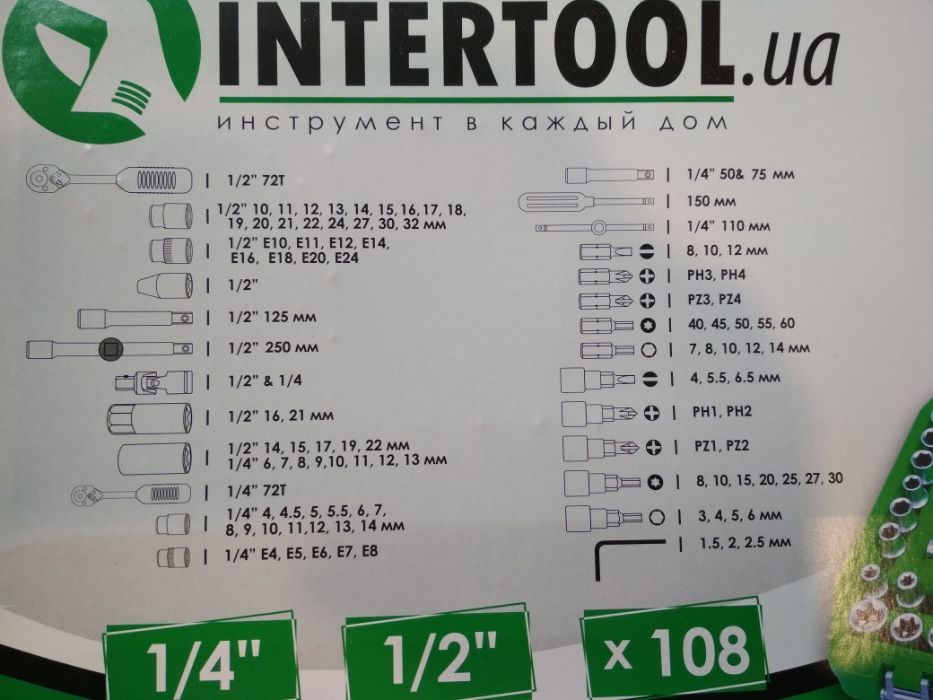 INTERTOOL.ua
инструмент в каждый дом
1/2" 72T
1/2" 10, 11, 12, 13, 14, 15,16,17, 18,
19, 20, 21, 22, 24, 27, 30, 32 мм
1/2" E10, E11, E12, E14,
E16, E18, E20, E24
1/2"
1/2" 125 мм
1/2" 250 мм
1/2" & 1/4
1/2" 16, 21 мм
1/2" 14, 15, 17, 19, 22 мм
1/4" 6, 7, 8, 9,10, 11, 12, 13 мм
1/4" 72T
1/4" 4, 4.5, 5, 5.5, 6, 7,
8, 9, 10, 11,12, 13, 14 мм
1/4" E4, E5, E6, E7, E8
1/4" 50& 75 мм
150 мм
1/4" 110 мм
8, 10, 12 мм
PH3, PH4
PZ3, PZ4
40, 45, 50, 55, 60
7, 8, 10, 12, 14 мм
4, 5.5, 6.5 мм
PH1, PH2
PZ1, PZ2
8, 10, 15, 20, 25, 27, 30
3, 4, 5, 6 мм
1.5, 2, 2.5 мм
1/4"
1/2"
x 108